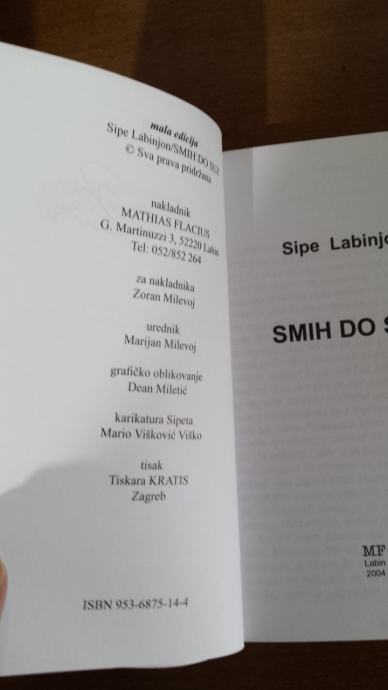 mala edicija
Sipe Labinjon/SMIH DO SUZ
© Sva prava pridržana
nakladnik
MATHIAS FLACIUS
G. Martinuzzi 3, 52220 Labin
Tel: 052/852 264
za nakladnika
Zoran Milevoj
urednik
Marijan Milevoj
grafičko oblikovanje
Dean Miletić
karikatura Sipeta
Mario Višković Viško
tisak
Tiskara KRATIS
Zagreb
ISBN 953-6875-14-4
Sipe Labinjo
SMIH DO S
MF
Labin
2004